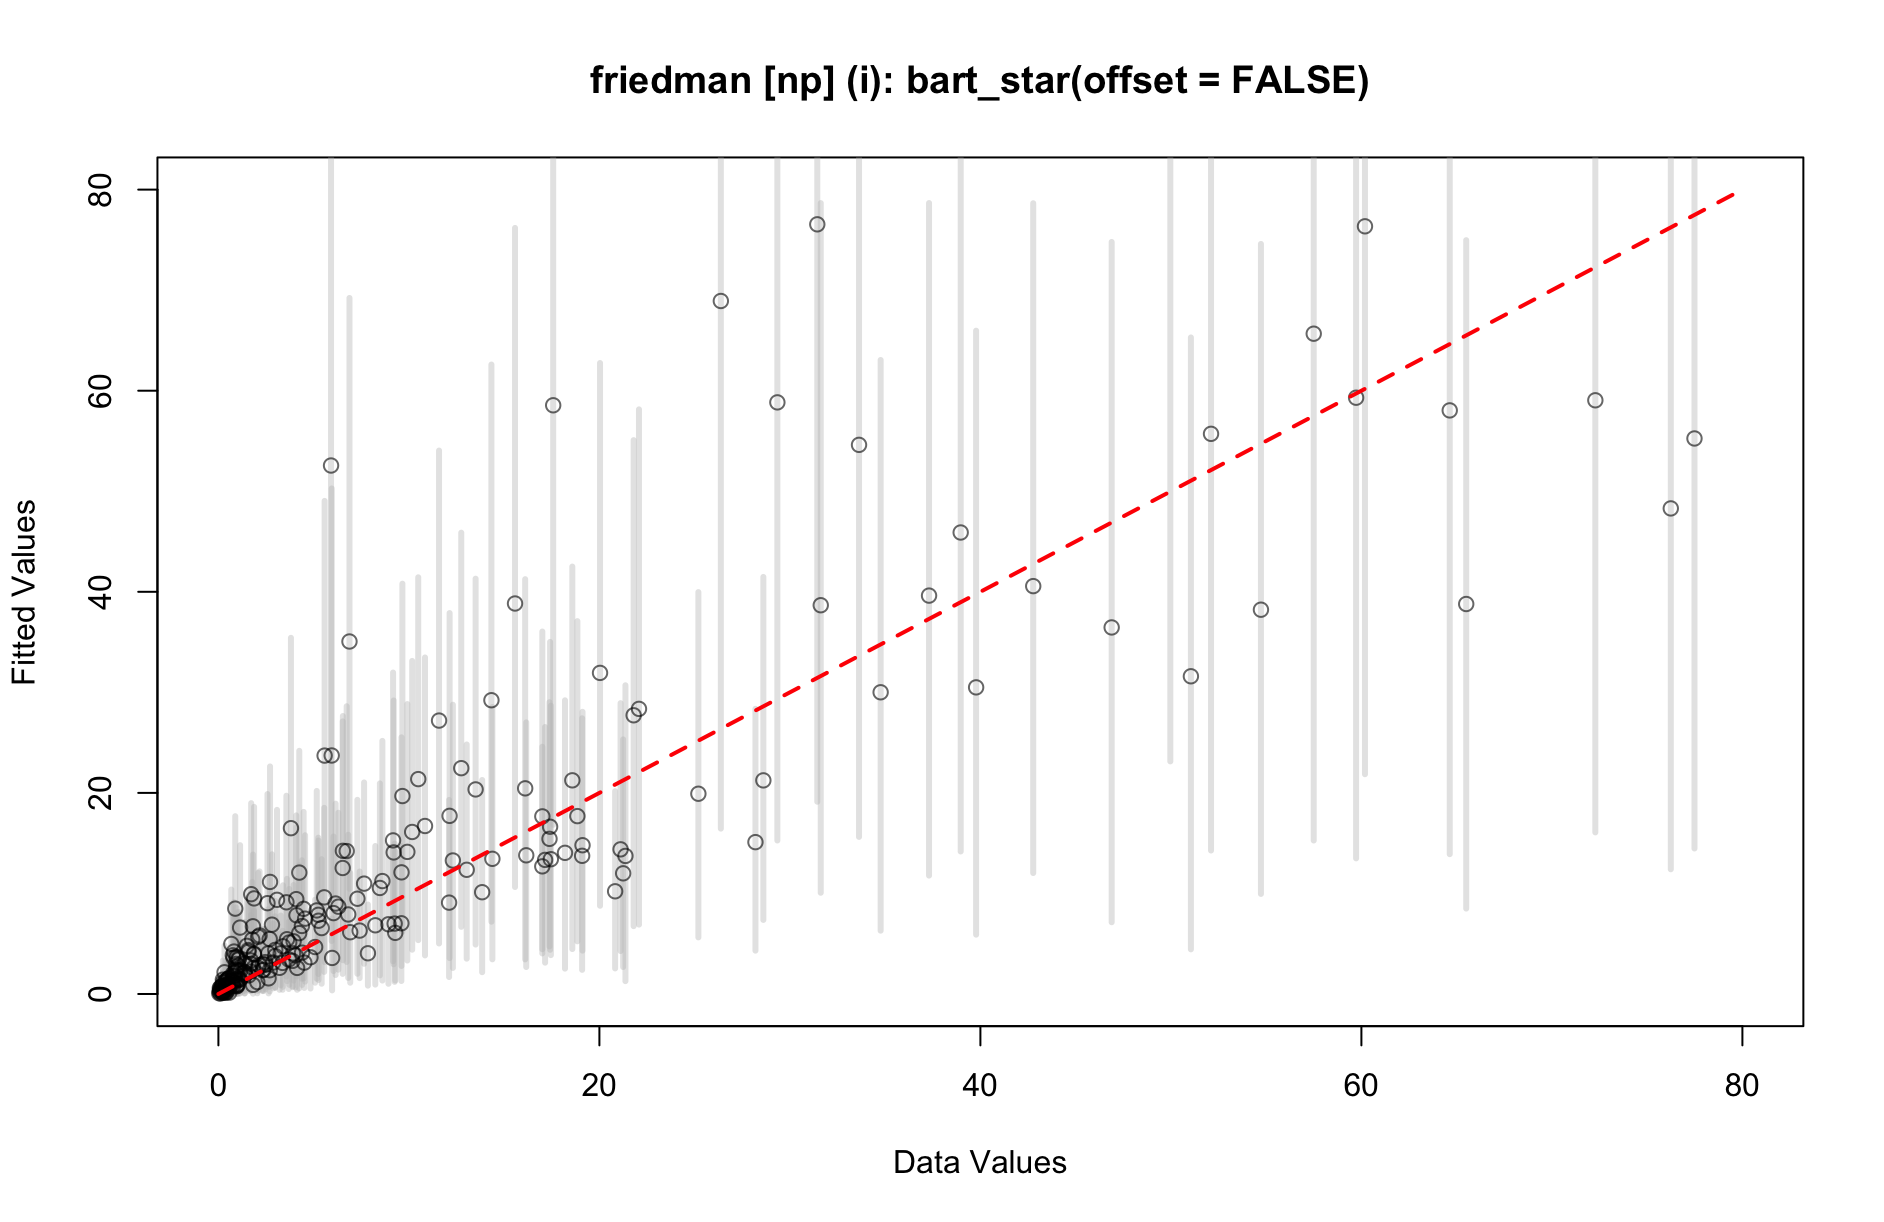 friedman [np] (i): bart_star(offset = FALSE)
Fitted Values
80
60
40
20
0
0 20 40 60 80
Data Values